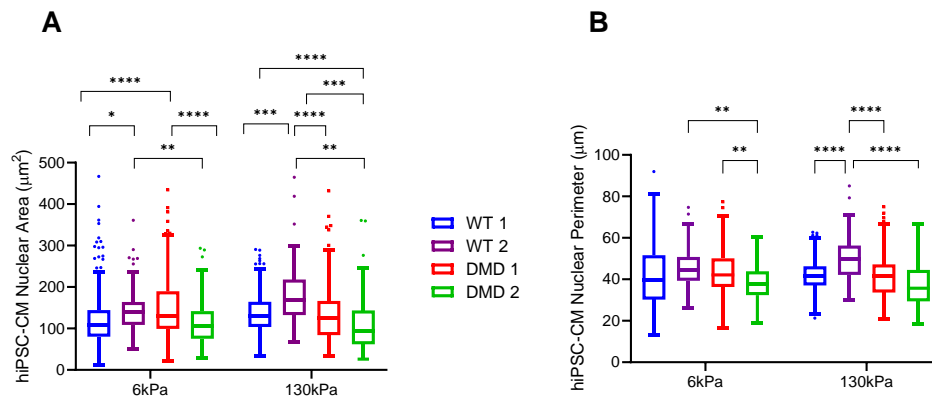 A
****
****
***
*
****
***
****
**
**
500
400
300
200
100
0
hiPSC-CM Nuclear Area (μm²)
6kPa
130kPa
WT 1
WT 2
DMD 1
DMD 2
B
**
****
**
****
****
100
80
60
40
20
0
hiPSC-CM Nuclear Perimeter (μm)
6kPa
130kPa